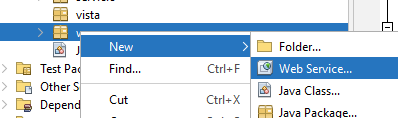 vista
New
Folder...
Test Pac
Find...
Ctrl+F
Web Service...
Other S
Java Class...
Depend
Cut
Ctrl+X
Java Package...